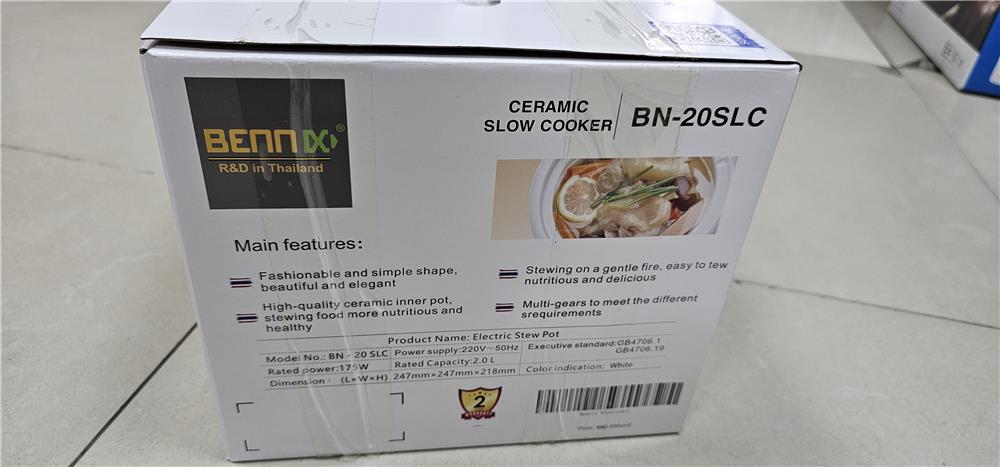 BENNIX®
R&D in Thailand
CERAMIC
SLOW COOKER
BN-20SLC
Main features:
Fashionable and simple shape,
beautiful and elegant
High-quality ceramic inner pot,
stewing food more nutritious and
healthy
Stewing on a gentle fire, easy to tew
nutritious and delicious
Multi-gears to meet the different
srequirements
Product Name: Electric Stew Pot
Model No.: BN - 20 SLC Power supply:220V~50Hz Executive standard:GB4706.1
GB4706.19
Rated power:175W Rated Capacity:2.0 L
Dimension : (L×W×H) 247mm×247mm×218mm Color indication: White
2
Price: